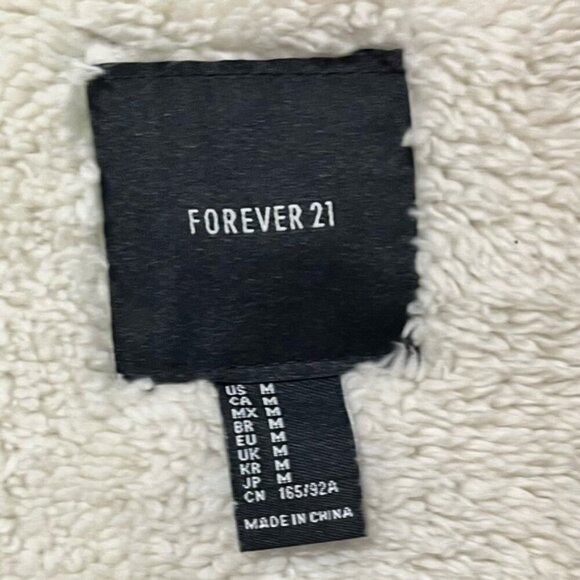 FOREVER 21
US M
CA M
MX M
BR M
EU M
UK M
KR M
JP M
CN 165/92A
MADE IN CHINA